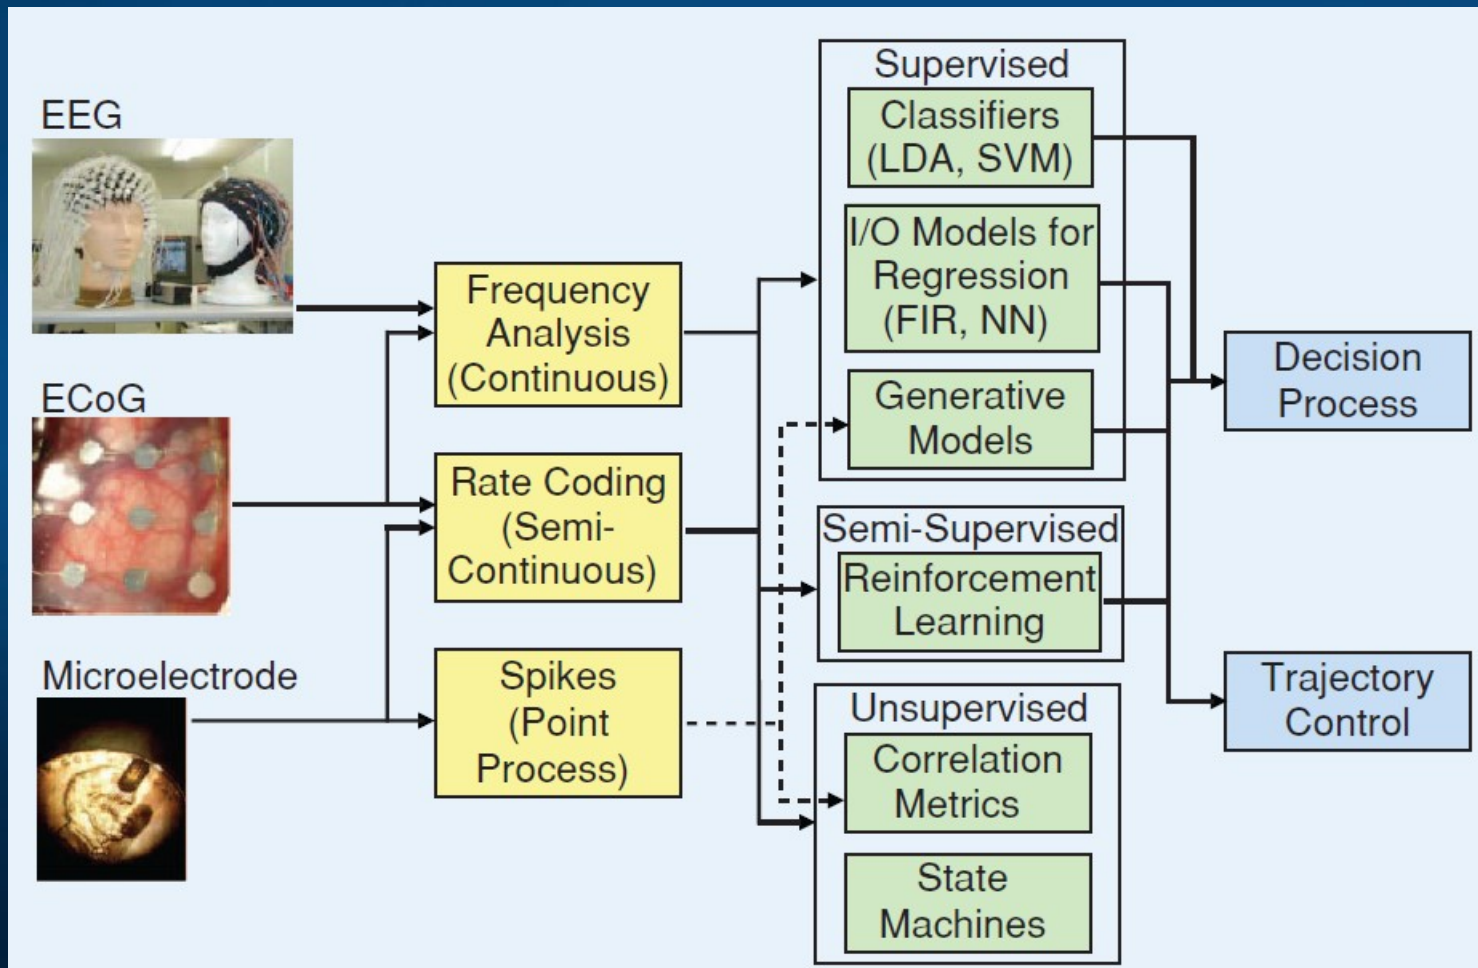 EEG
ECoG
Microelectrode
Frequency
Analysis
(Continuous)
Rate Coding
(Semi-
Continuous)
Spikes
(Point
Process)
Supervised
Classifiers
(LDA, SVM)
I/O Models for
Regression
(FIR, NN)
Generative
Models
Semi-Supervised
Reinforcement
Learning
Unsupervised
Correlation
Metrics
State
Machines
Decision
Process
Trajectory
Control